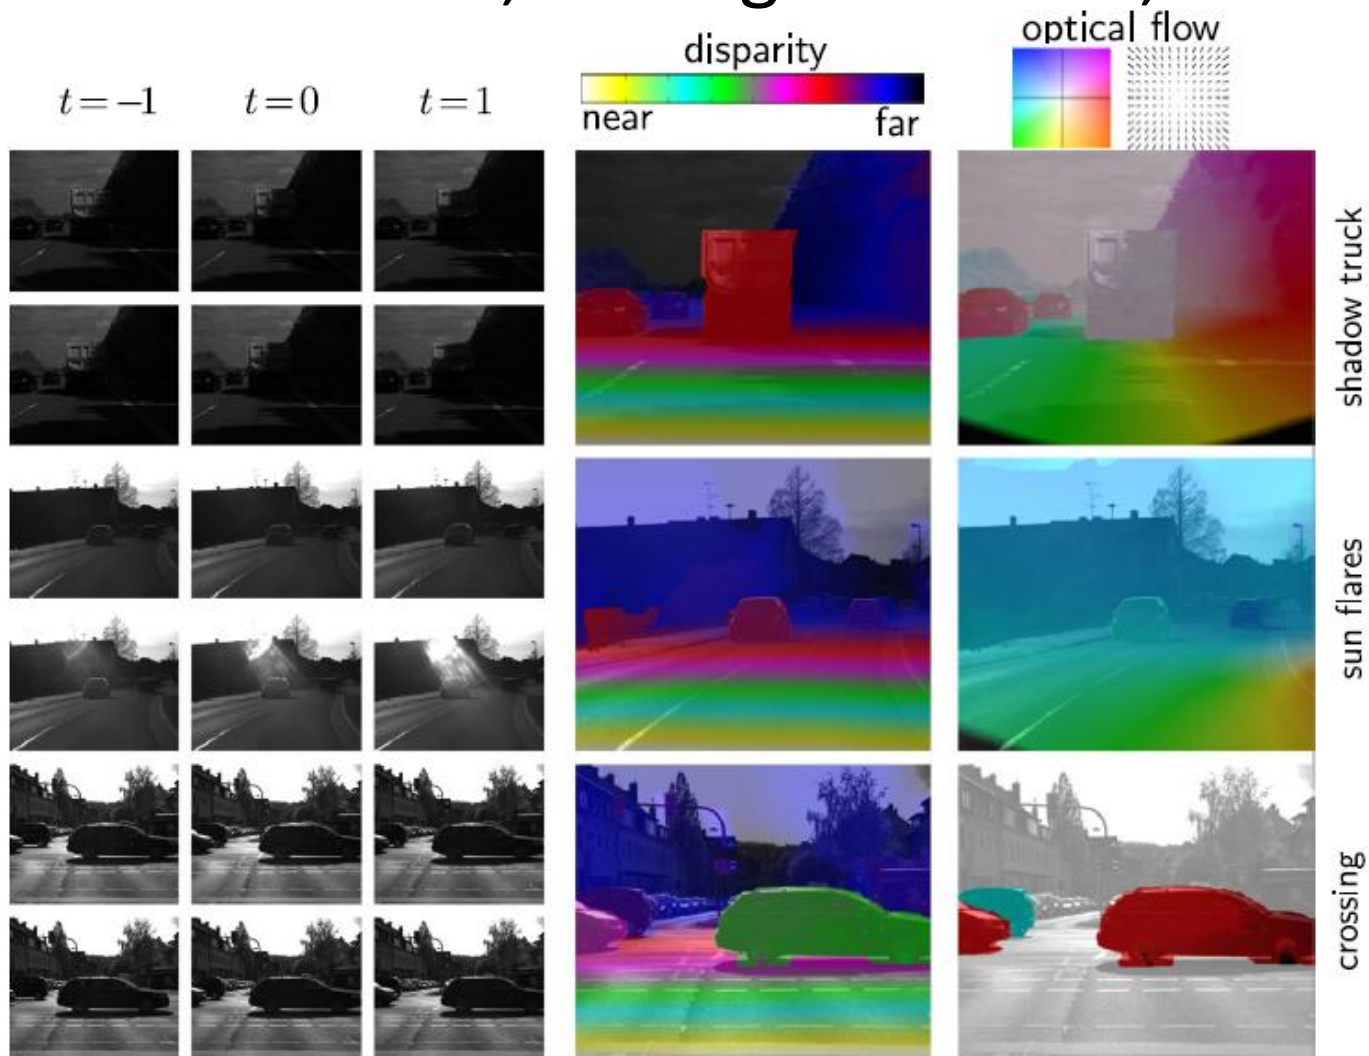 disparity
optical flow
t=−1
t=0
t=1
near
far
shadow truck
sun flares
crossing